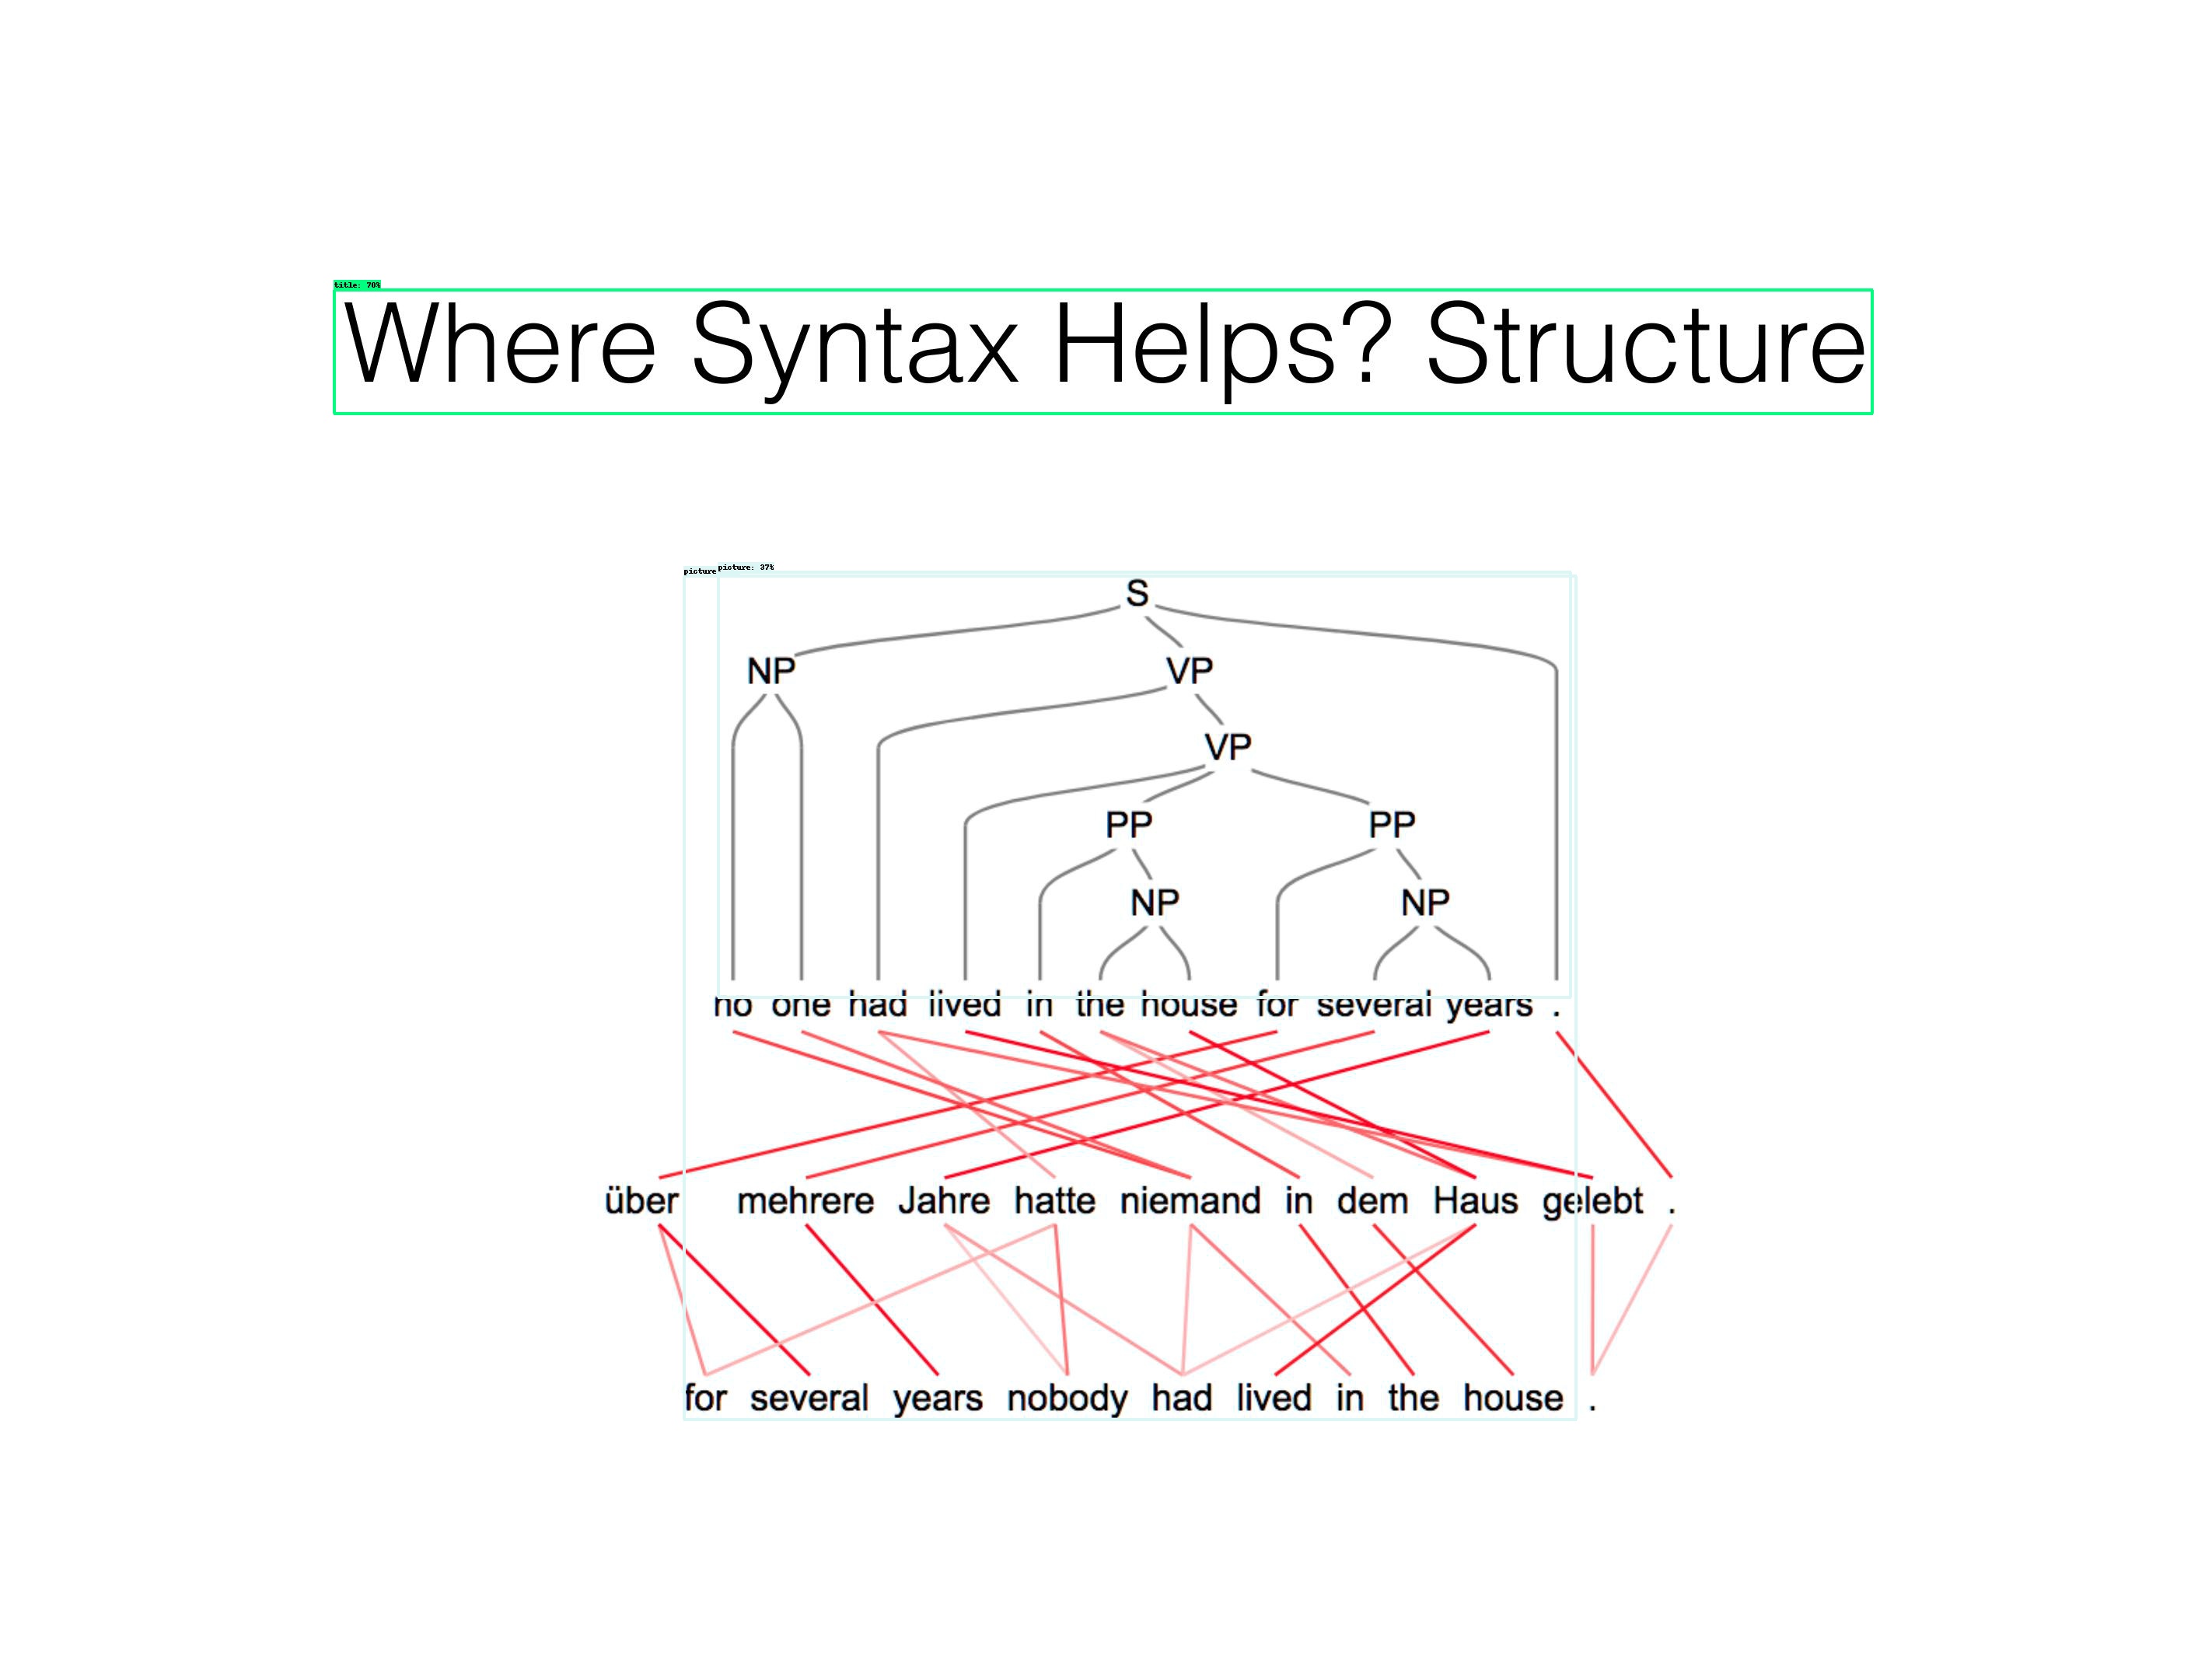 title: 70%
Where Syntax Helps? Structure
picture picture: 37%
S
NP VP
VP
PP PP
NP NP
no one had lived in the house for several years .
über mehrere Jahre hatte niemand in dem Haus gelebt .
for several years nobody had lived in the house .